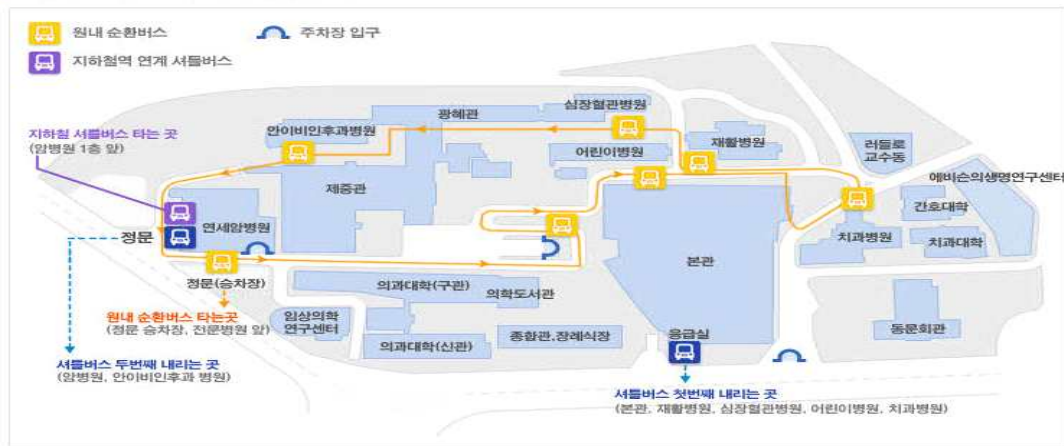 원내 순환버스
주차장 입구
지하철역 연계 셔틀버스
심장혈관병원
광혜관
지하철 셔틀버스 타는 곳
(암병원 1층 앞)
안이비인후과병원
어린이병원
재활병원
러들로
교수동
에비슨의생명연구센터
제중관
간호대학
연세암병원
정문
치과병원
치과대학
본관
정문(승차장)
의과대학(구관)
의학도서관
원내 순환버스 타는곳
(정문 승차장, 전문병원 앞)
임상의학
연구센터
종합관,장례식장
응급실
동문회관
의과대학(신관)
셔틀버스 두번째 내리는 곳
(암병원, 안이비인후과 병원)
셔틀버스 첫번째 내리는 곳
(본관, 재활병원, 심장혈관병원, 어린이병원, 치과병원)